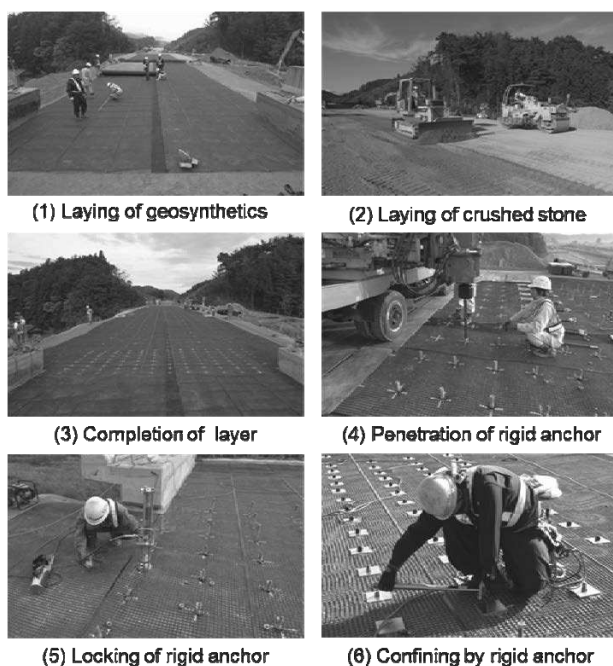 (1) Laying of geosynthetics
(2) Laying of crushed stone
(3) Completion of layer
(4) Penetration of rigid anchor
(5) Locking of rigid anchor
(6) Confining by rigid anchor